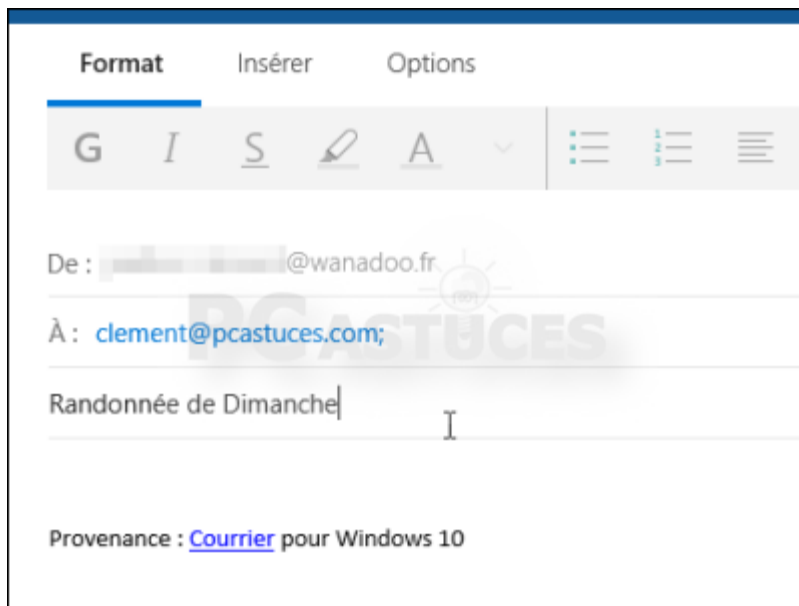 Format Insérer Options
G I S A
De : @wanadoo.fr
À : clement@pcastuces.com;
PC ASTUCES
Randonnée de Dimanche
Provenance : Courrier pour Windows 10